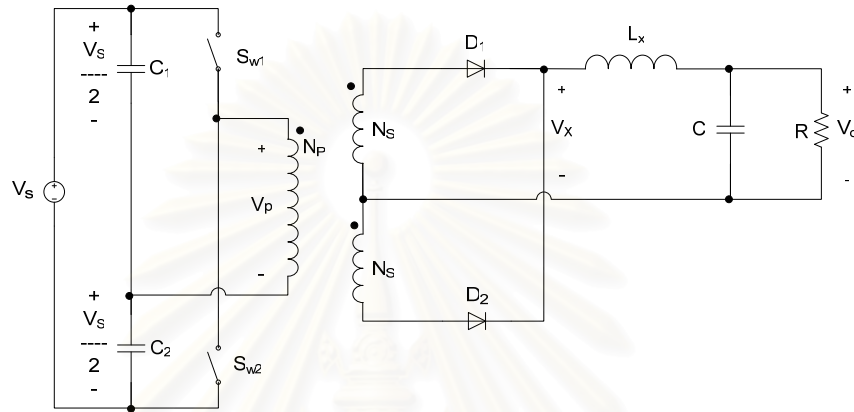 +
V_S
----
2
-
C_1
S_w1
D_1
L_x
N_S
+
V_X
-
C
R
+
V_o
-
V_S
+
-
N_P
+
V_p
-
+
V_S
----
2
-
C_2
S_w2
N_S
D_2